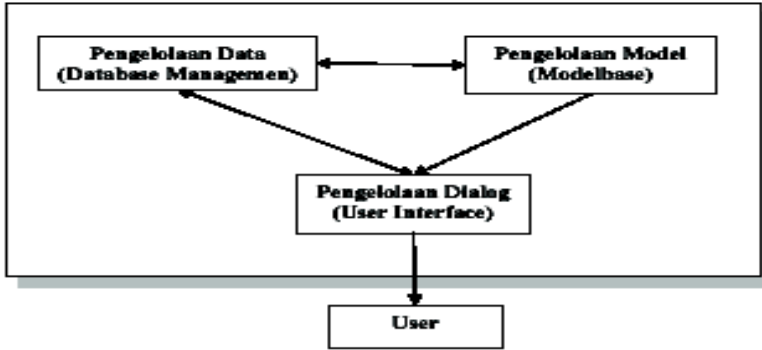 Pengelolaan Data
(Database Managemen)
Pengelolaan Model
(Modelbase)
Pengelolaan Dialog
(User Interface)
User